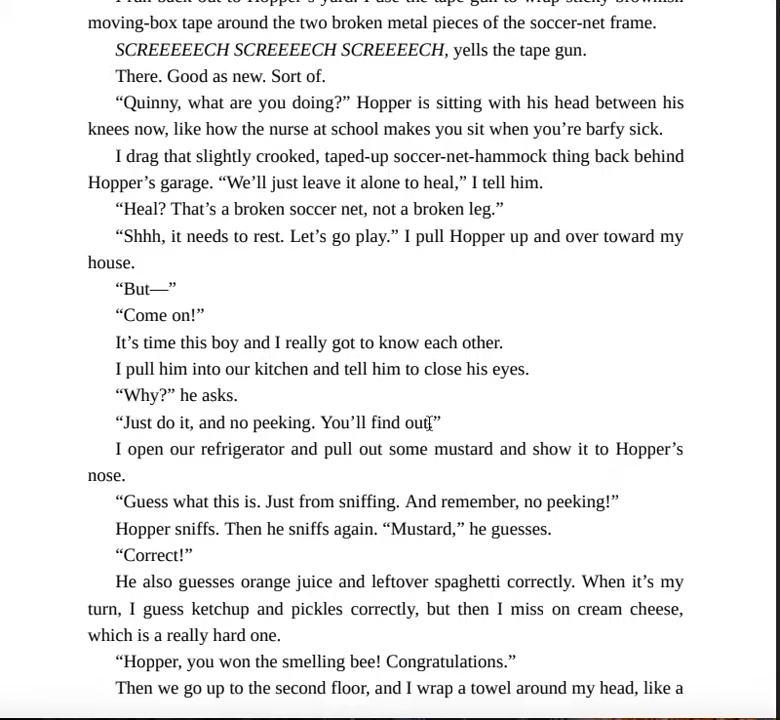 moving-box tape around the two broken metal pieces of the soccer-net frame.
SCREEEEECH SCREEEECH SCREEEECH, yells the tape gun.
There. Good as new. Sort of.
“Quinny, what are you doing?” Hopper is sitting with his head between his
knees now, like how the nurse at school makes you sit when you’re barfy sick.
I drag that slightly crooked, taped-up soccer-net-hammock thing back behind
Hopper’s garage. “We’ll just leave it alone to heal,” I tell him.
“Heal? That’s a broken soccer net, not a broken leg.”
“Shhh, it needs to rest. Let’s go play.” I pull Hopper up and over toward my
house.
“But—”
“Come on!”
It’s time this boy and I really got to know each other.
I pull him into our kitchen and tell him to close his eyes.
“Why?” he asks.
“Just do it, and no peeking. You’ll find out.”
I open our refrigerator and pull out some mustard and show it to Hopper’s
nose.
“Guess what this is. Just from sniffing. And remember, no peeking!”
Hopper sniffs. Then he sniffs again. “Mustard,” he guesses.
“Correct!”
He also guesses orange juice and leftover spaghetti correctly. When it’s my
turn, I guess ketchup and pickles correctly, but then I miss on cream cheese,
which is a really hard one.
“Hopper, you won the smelling bee! Congratulations.”
Then we go up to the second floor, and I wrap a towel around my head, like a